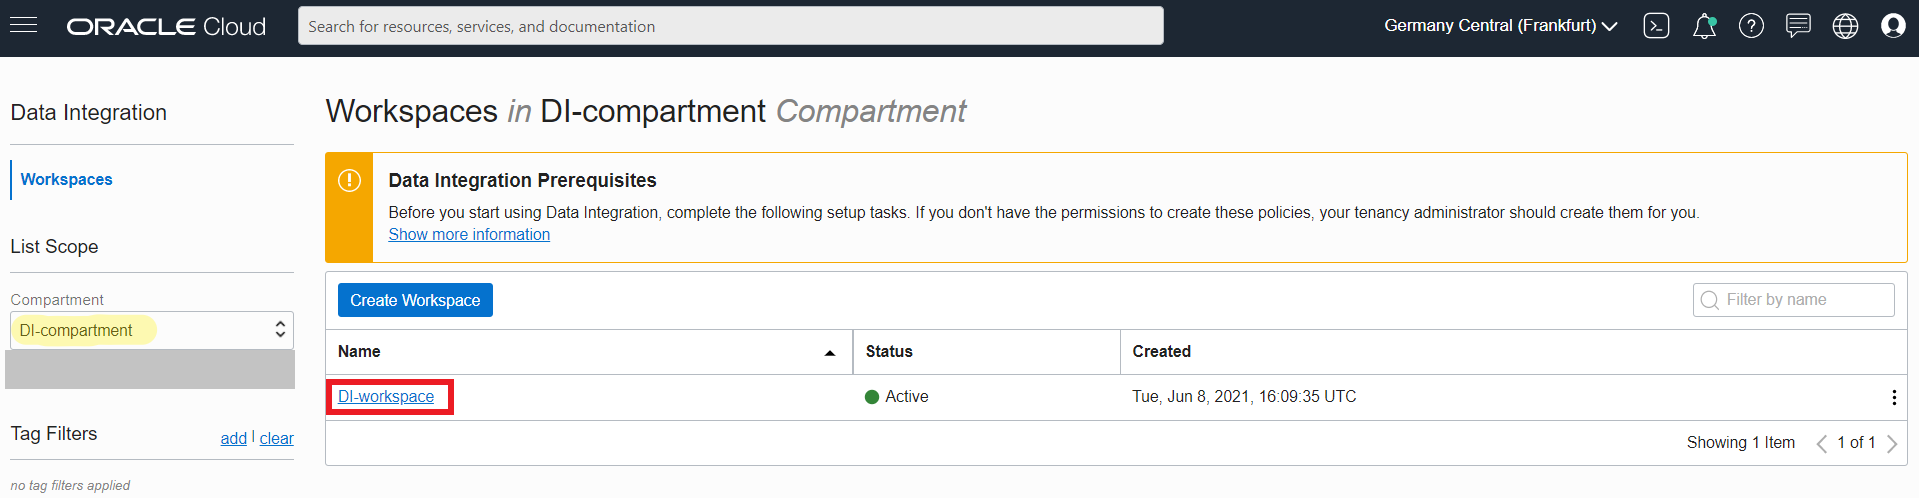 ORACLE Cloud
Search for resources, services, and documentation
Germany Central (Frankfurt)
Data Integration
Workspaces
List Scope
Compartment
DI-compartment
Tag Filters
add | clear
no tag filters applied
Workspaces in DI-compartment Compartment
Data Integration Prerequisites
Before you start using Data Integration, complete the following setup tasks. If you don't have the permissions to create these policies, your tenancy administrator should create them for you.
Show more information
Create Workspace
Filter by name
Name Status Created
DI-workspace Active Tue, Jun 8, 2021, 16:09:35 UTC
Showing 1 Item 1 of 1